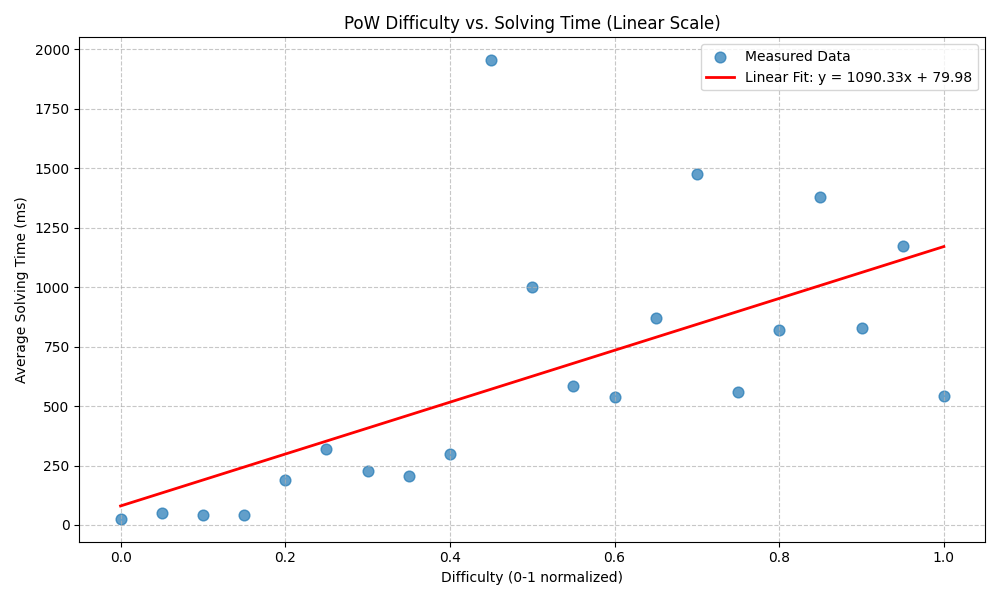 PoW Difficulty vs. Solving Time (Linear Scale)
Measured Data
Linear Fit: y = 1090.33x + 79.98
Average Solving Time (ms)
2000
1750
1500
1250
1000
750
500
250
0
0.0 0.2 0.4 0.6 0.8 1.0
Difficulty (0-1 normalized)